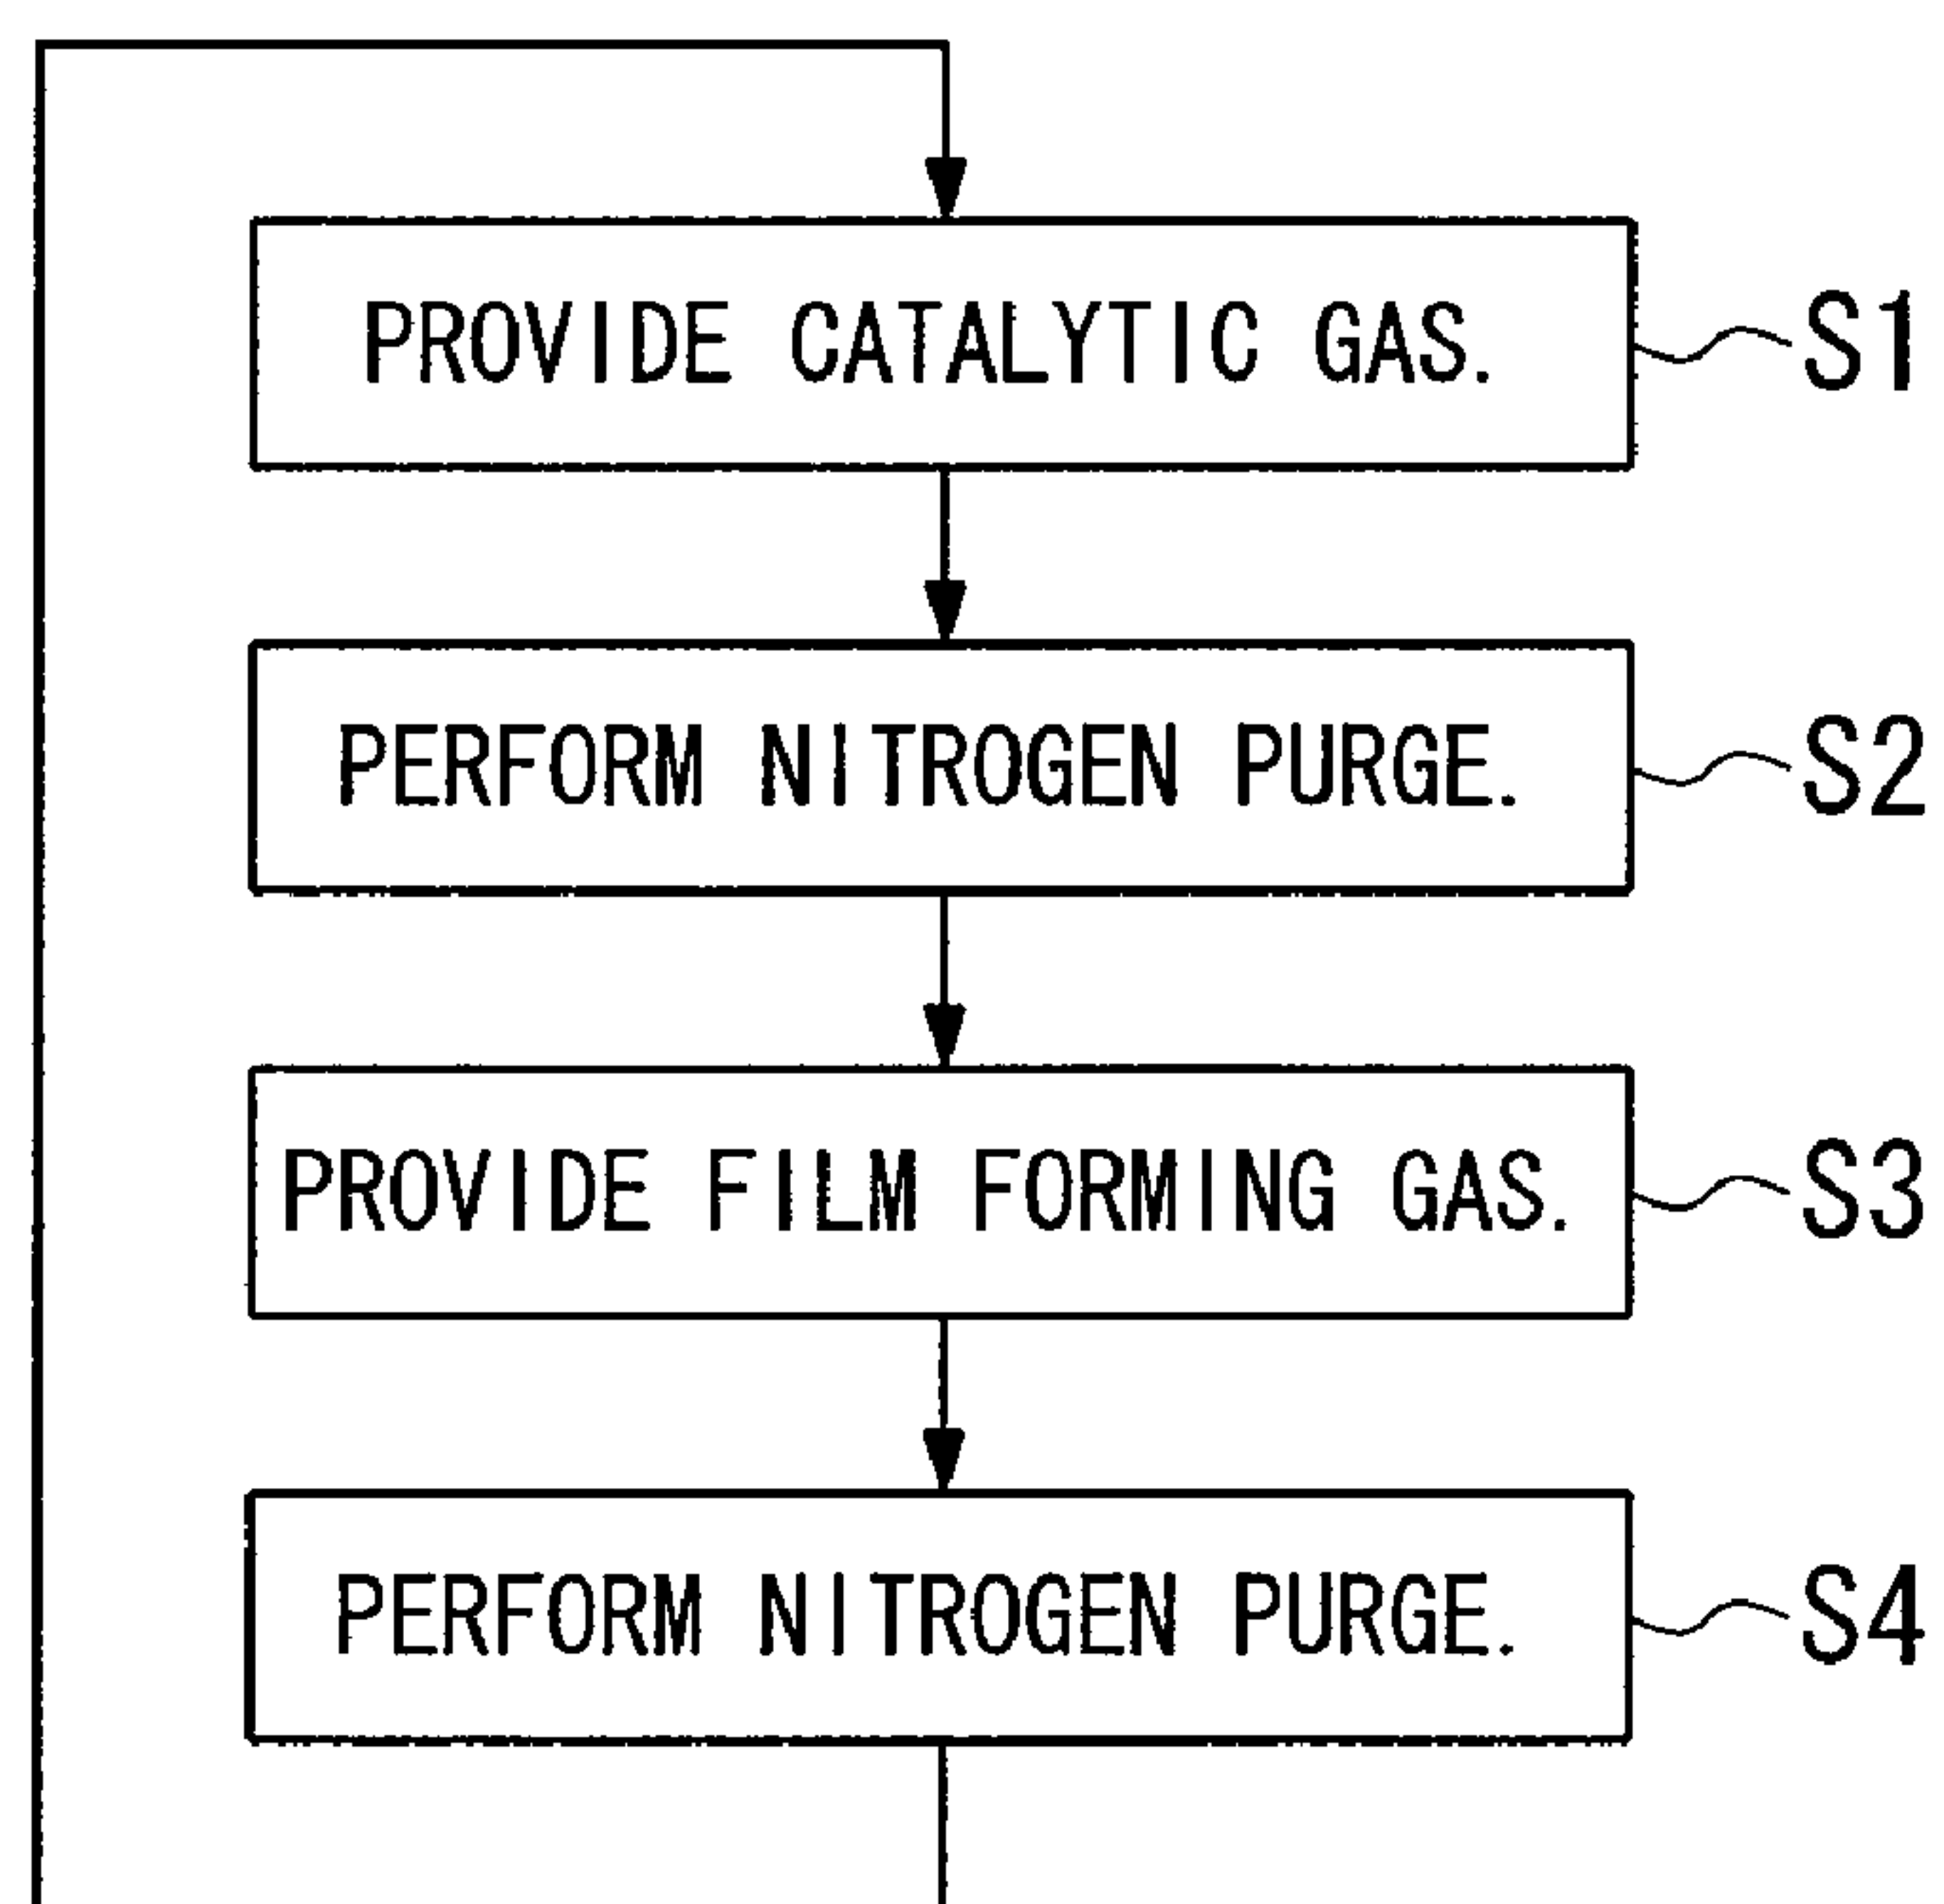 PROVIDE CATALYTIC GAS.
S1
PERFORM NITROGEN PURGE.
S2
PROVIDE FILM FORMING GAS.
S3
PERFORM NITROGEN PURGE.
S4